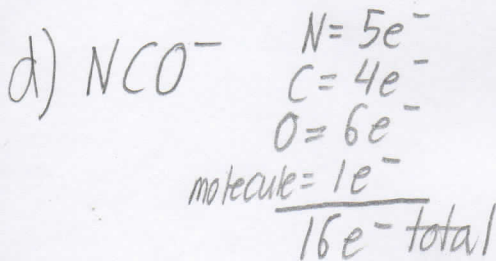 d) NCO⁻
N = 5e⁻
C = 4e⁻
O = 6e⁻
molecule = 1e⁻
16e⁻ total